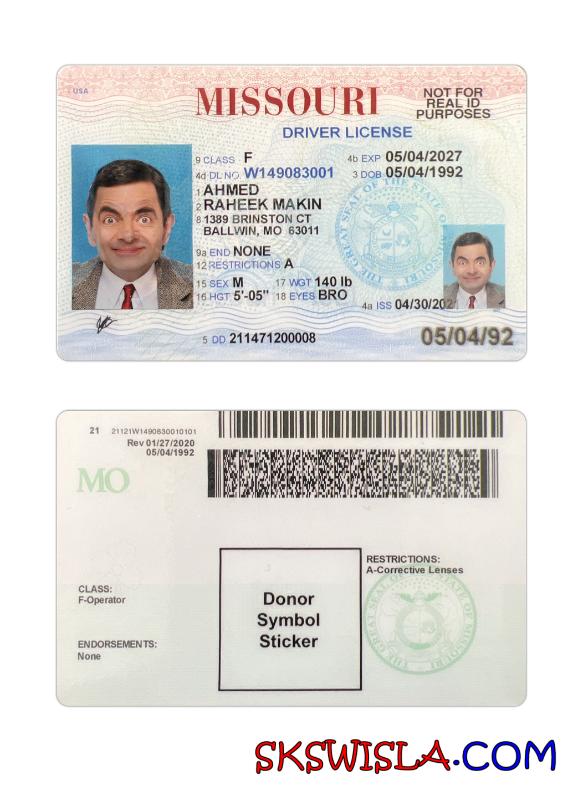 USA
MISSOURI
NOT FOR
REAL ID
PURPOSES
DRIVER LICENSE
9 CLASS F
4b EXP 05/04/2027
4d DL NO. W149083001
3 DOB 05/04/1992
1 AHMED
2 RAHEEK MAKIN
8 1389 BRINSTON CT
BALLWIN, MO 63011
9a END NONE
12 RESTRICTIONS A
15 SEX M 17 WGT 140 lb
16 HGT 5'-05" 18 EYES BRO
4a ISS 04/30/2021
5 DD 211471200008
05/04/92
THE GREAT SEAL OF THE STATE OF MISSOURI
21 21121W1490830010101
Rev 01/27/2020
05/04/1992
MO
RESTRICTIONS:
A-Corrective Lenses
CLASS:
F-Operator
Donor
Symbol
Sticker
ENDORSEMENTS:
None
THE GREAT SEAL OF THE STATE OF MISSOURI
SKSWISLA.COM